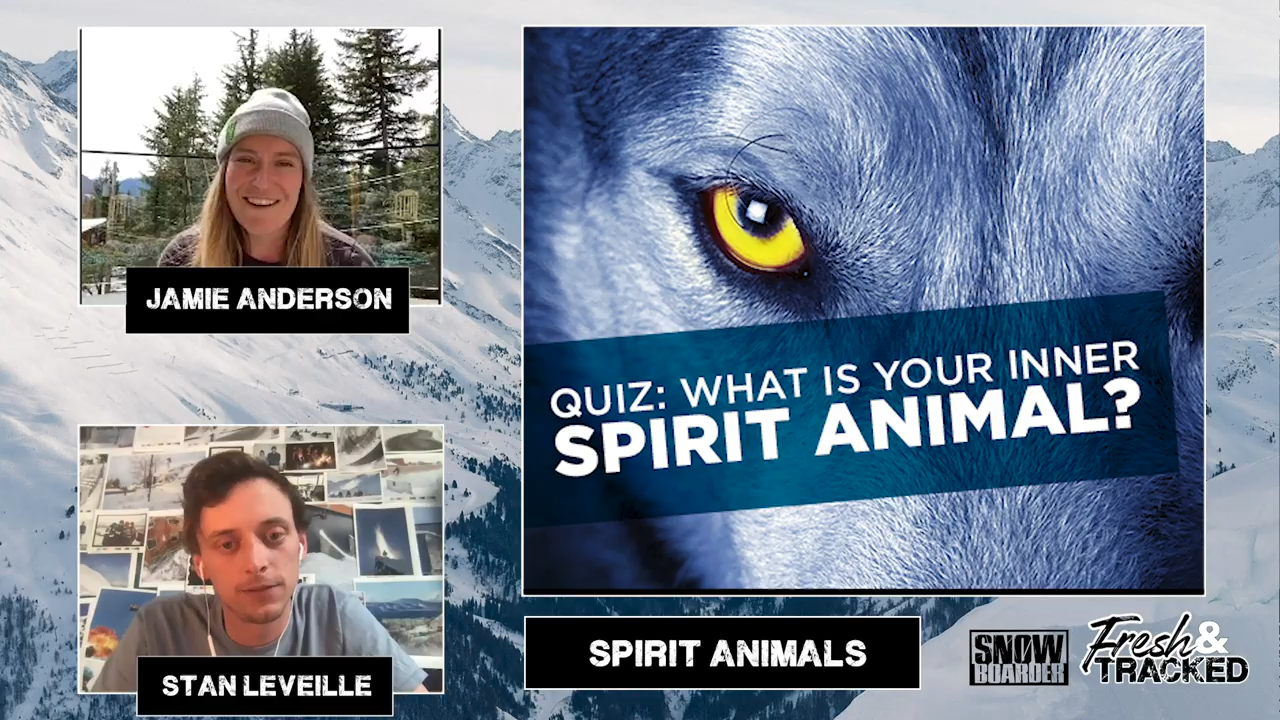 JAMIE ANDERSON
QUIZ: WHAT IS YOUR INNER
SPIRIT ANIMAL?
STAN LEVEILLE
SPIRIT ANIMALS
SNOW
BOARDER
Fresh &
TRACKED